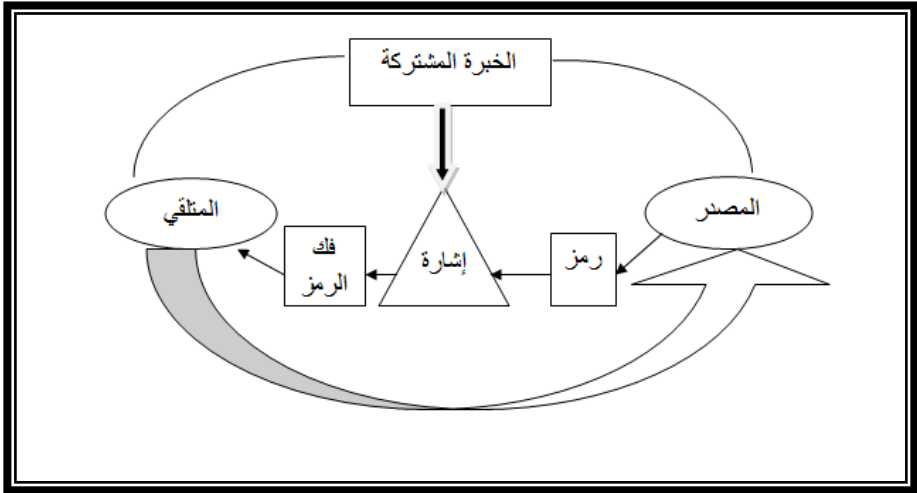 الخبرة المشتركة
المصدر
رمز
إشارة
فك
الرمز
المتلقي